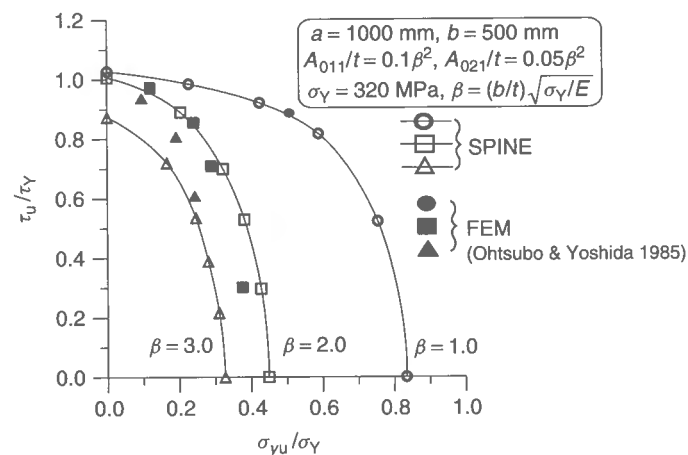 a = 1000 mm, b = 500 mm
A₀₁₁/t = 0.1β², A₀₂₁/t = 0.05β²
σY = 320 MPa, β = (b/t)√σY/E
SPINE
FEM
(Ohtsubo & Yoshida 1985)
1.2
1.0
0.8
0.6
0.4
0.2
0.0
τu/τY
β = 3.0
β = 2.0
β = 1.0
0.0
0.2
0.4
0.6
0.8
1.0
σyu/σY